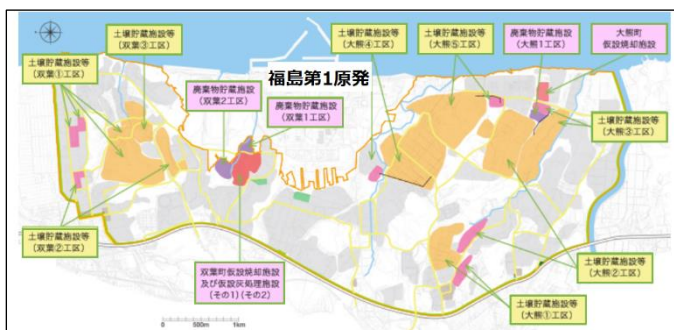 土壌貯蔵施設等
(双葉③工区)
土壌貯蔵施設等
(大熊④工区)
土壌貯蔵施設等
(大熊⑤工区)
廃棄物貯蔵施設
(大熊1工区)
大熊町
仮設焼却施設
土壌貯蔵施設等
(双葉①工区)
福島第1原発
廃棄物貯蔵施設
(双葉2工区)
廃棄物貯蔵施設
(双葉1工区)
土壌貯蔵施設等
(大熊③工区)
土壌貯蔵施設等
(双葉②工区)
双葉町仮設焼却施設
及び仮設灰処理施設
(その1)(その2)
土壌貯蔵施設等
(大熊②工区)
土壌貯蔵施設等
(大熊①工区)
0 500m 1km